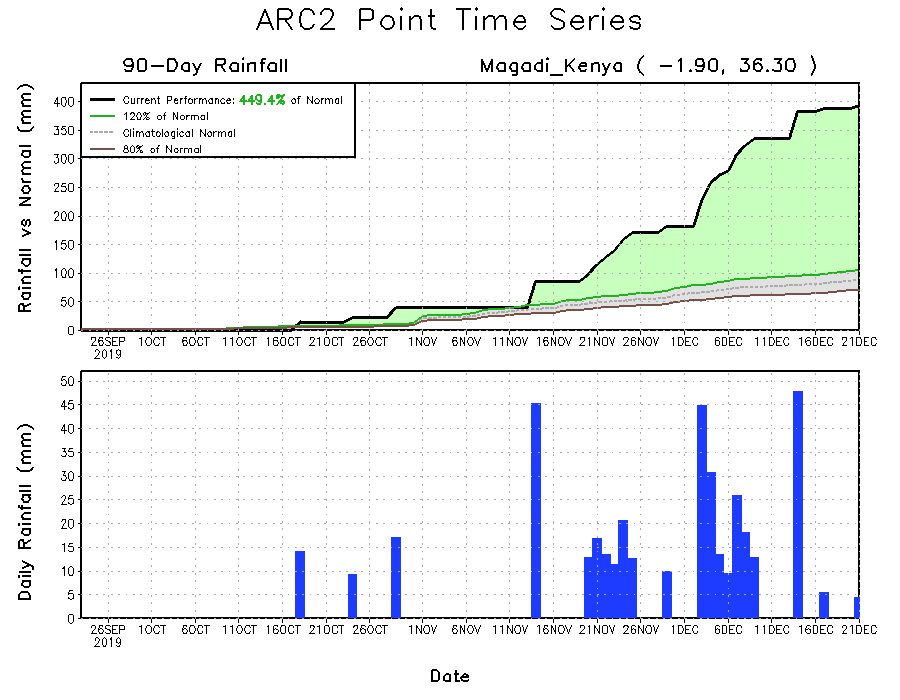 ARC2 Point Time Series
90-Day Rainfall
Magadi_Kenya ( -1.90, 36.30 )
Rainfall vs Normal (mm)
Current Performance: 449.4% of Normal
120% of Normal
Climatological Normal
80% of Normal
400
350
300
250
200
150
100
50
0
26SEP 1OCT 6OCT 11OCT 16OCT 21OCT 26OCT 1NOV 6NOV 11NOV 16NOV 21NOV 26NOV 1DEC 6DEC 11DEC 16DEC 21DEC
2019
Daily Rainfall (mm)
50
45
40
35
30
25
20
15
10
5
0
26SEP 1OCT 6OCT 11OCT 16OCT 21OCT 26OCT 1NOV 6NOV 11NOV 16NOV 21NOV 26NOV 1DEC 6DEC 11DEC 16DEC 21DEC
2019
Date